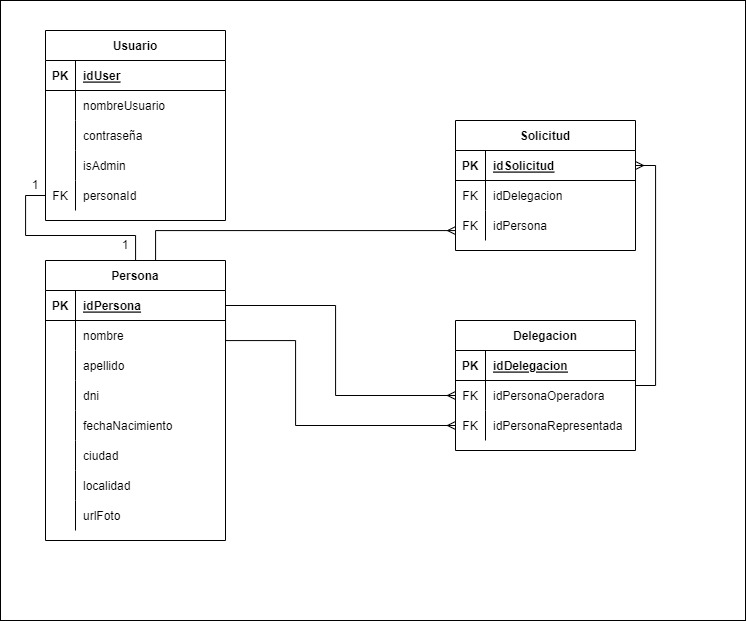 Usuario
PK idUser
nombreUsuario
contraseña
isAdmin
FK personaId
1
1
Persona
PK idPersona
nombre
apellido
dni
fechaNacimiento
ciudad
localidad
urlFoto
Solicitud
PK idSolicitud
FK idDelegacion
FK idPersona
Delegacion
PK idDelegacion
FK idPersonaOperadora
FK idPersonaRepresentada